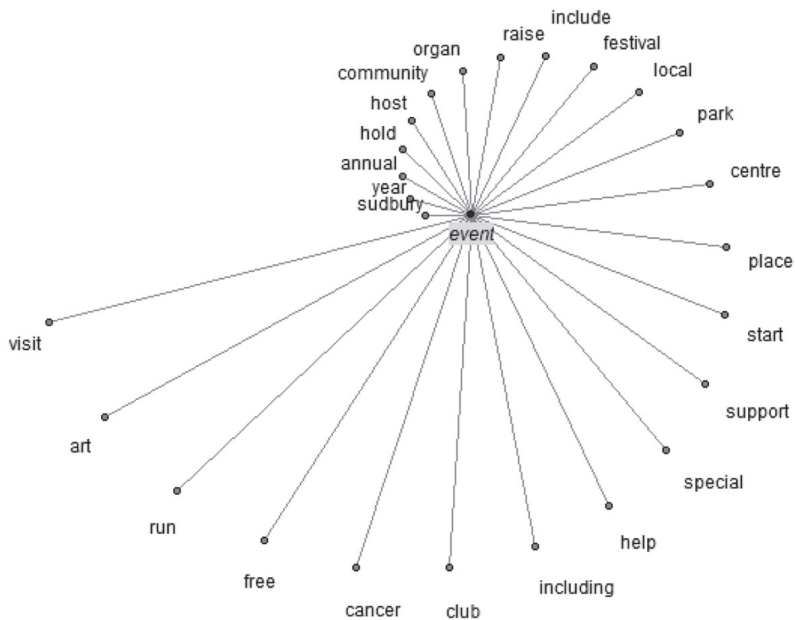 include
raise
festival
organ
local
community
host
park
hold
annual
centre
year
sudbury
event
place
start
visit
support
art
special
run
help
free
including
cancer
club